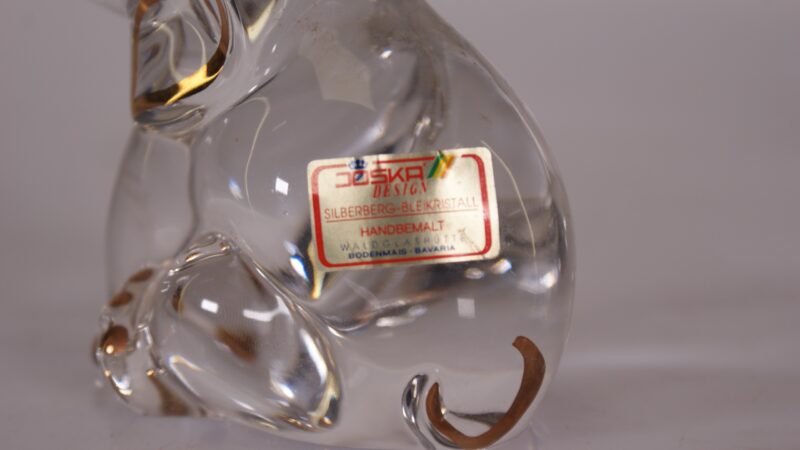 JOSKA
DESIGN
SILBERBERG-BLEIKRISTALL
HANDBEMALT
WALDGLASHÜTTE
BODENMAIS - BAVARIA